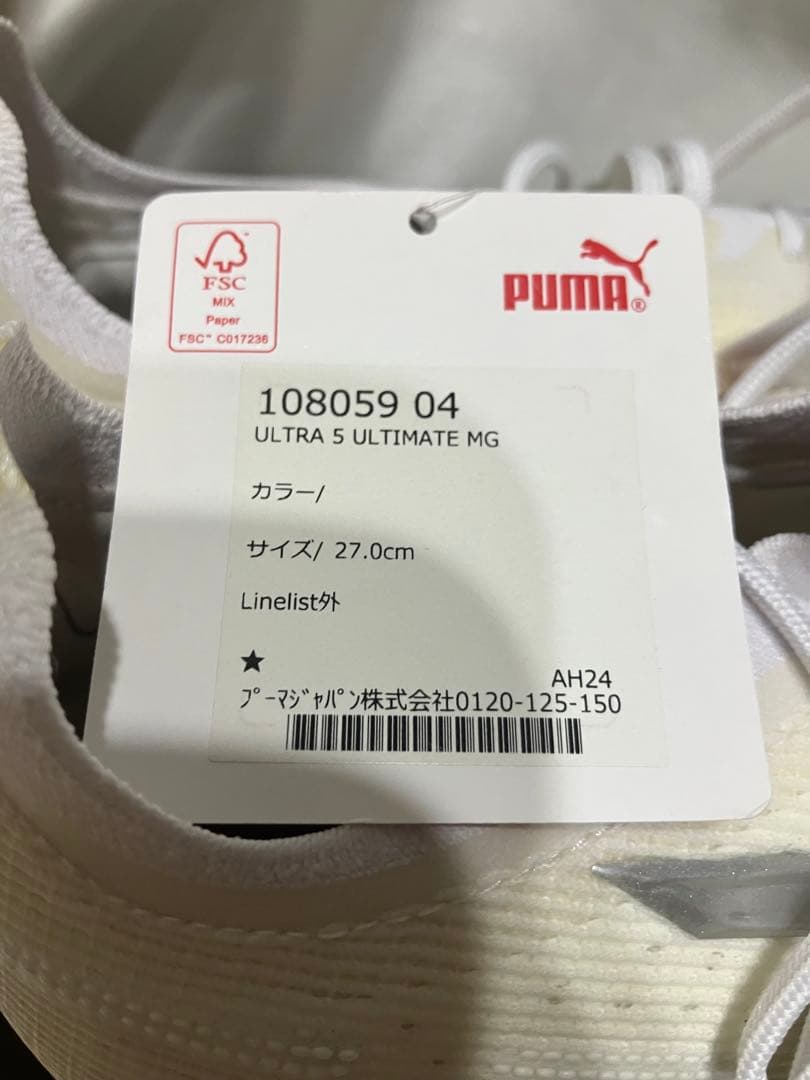 FSC
MIX
Paper
FSC™ C017236
PUMA®
108059 04
ULTRA 5 ULTIMATE MG
カラー/
サイズ/ 27.0cm
Linelist外
★
AH24
ﾌﾟｰﾏｼﾞｬﾊﾟﾝ株式会社0120-125-150